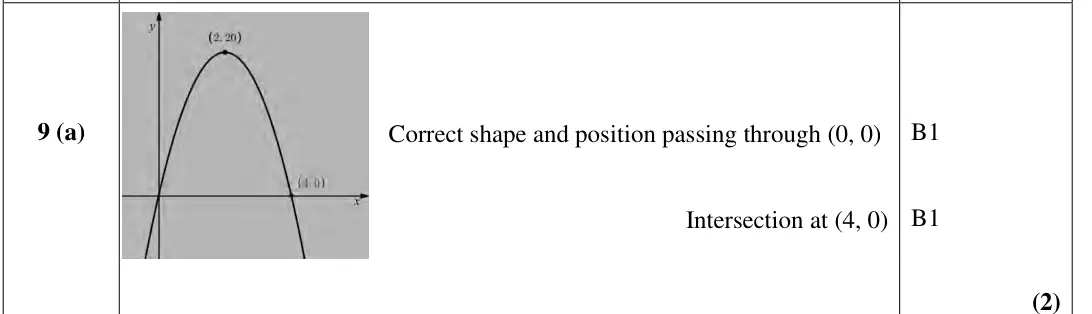 y
(2, 20)
9 (a)
Correct shape and position passing through (0, 0)
B1
(4, 0)
x
Intersection at (4, 0)
B1
(2)